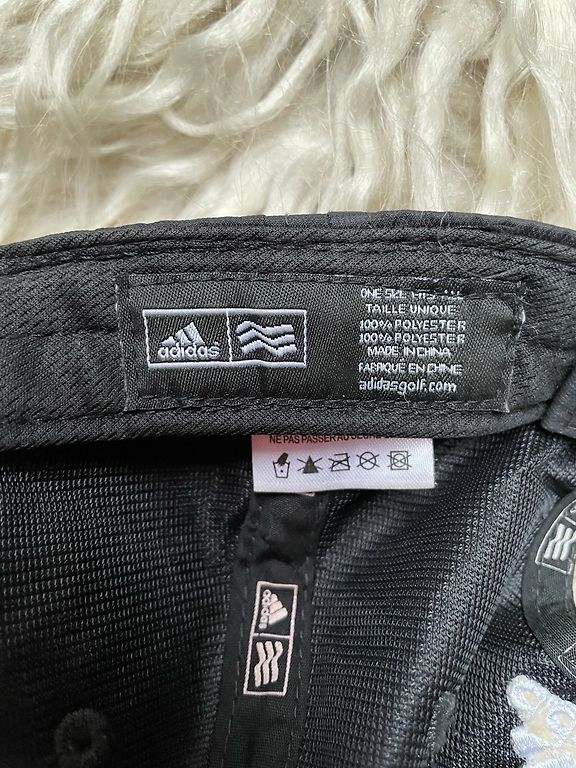 adidas
ONE SIZE FITS ALL
TAILLE UNIQUE
100% POLYESTER
100% POLYESTER
MADE IN CHINA
FABRIQUE EN CHINE
adidasgolf.com
NE PAS PASSER AU
adidas